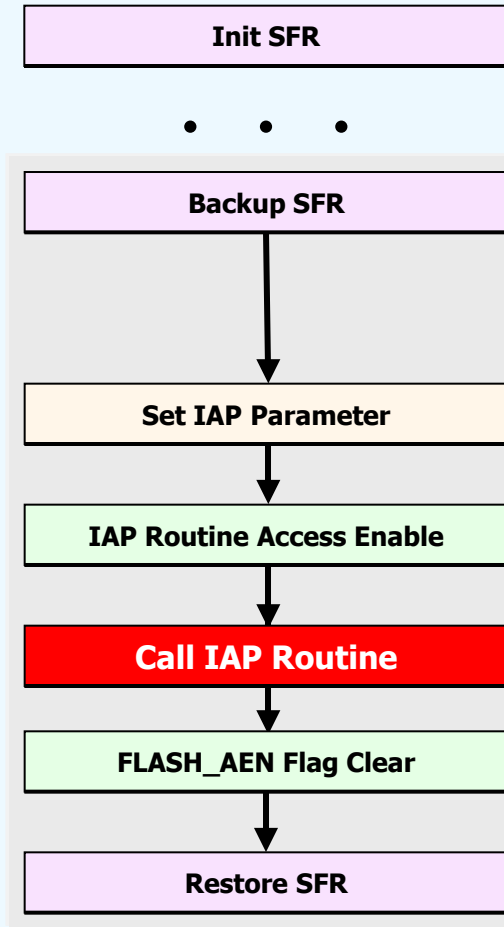 Init SFR
• • •
Backup SFR
Set IAP Parameter
IAP Routine Access Enable
Call IAP Routine
FLASH_AEN Flag Clear
Restore SFR